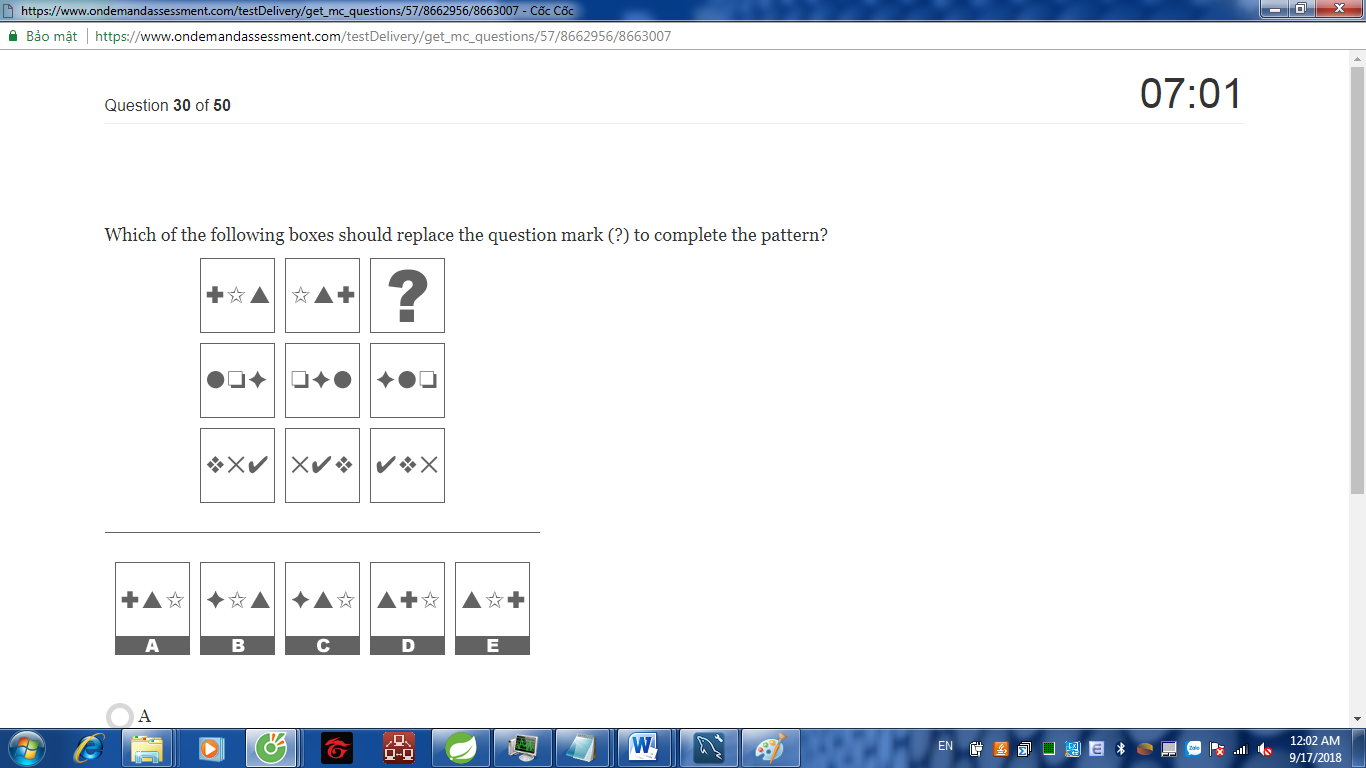 https://www.ondemandassessment.com/testDelivery/get_mc_questions/57/8662956/8663007 - Cốc Cốc
Bảo mật https://www.ondemandassessment.com/testDelivery/get_mc_questions/57/8662956/8663007
07:01
Question 30 of 50
Which of the following boxes should replace the question mark (?) to complete the pattern?
?
A B C D E
A
EN
12:02 AM
9/17/2018